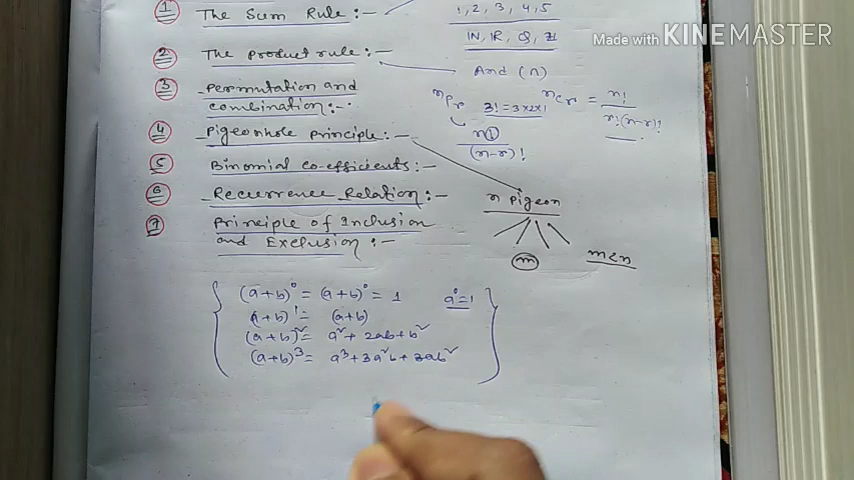 1 The Sum Rule :-
1, 2, 3, 4, 5
IN, IR, Q, Z
Made with KINEMASTER
2 The product rule :-
And (∩)
3 Permutation and
combination :-
nPr 3! = 3x2x1 nCr = n!
r!(n-r)!
n!
(n-r)!
4 Pigeonhole principle :-
5 Binomial co-efficients :-
6 Recurrence Relation :-
n pigeon
7 Principle of Inclusion
and Exclusion :-
m
m<n
(a+b)⁰ = (a+b)⁰ = 1 a⁰=1
(a+b)¹ = (a+b)
(a+b)² = a² + 2ab + b²
(a+b)³ = a³ + 3a²b + 3ab²